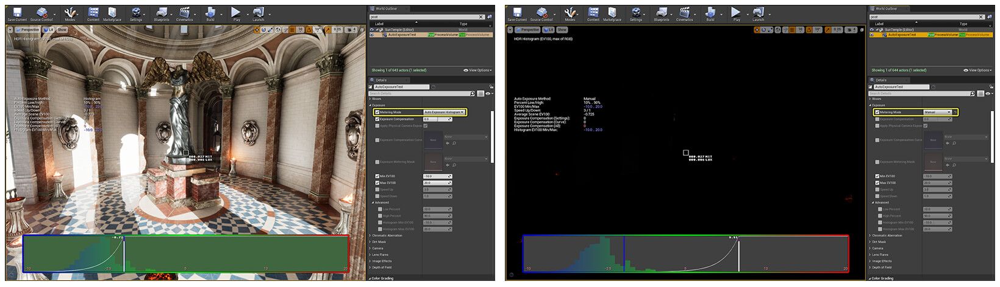 Save Current
Source Control
Modes
Content
Marketplace
Settings
Blueprints
Cinematics
Build
Play
Launch
World Outliner
post
Label
Type
SunTemple (Editor)
World
AutoExposureTest
PostProcessVolume
PostProcessVolume
Showing 1 of 643 actors (1 selected)
View Options
Perspective
Lit
Show
10
10°
0.25
4
HDR Histogram (EV100, max of RGB)
Auto Exposure Method: Histogram
Percent Low/High: 10% .. 90%
EV100 Min/Max -10.0 .. 20.0
Speed Up/Down: 3 / 1
Average Scene EV100 -0.725
Exposure Compensation (Settings): 0
Exposure Compensation (Curve): 0
Exposure Compensation (All): 0
Histogram EV100 Min/Max: -10.0 .. 20.0
000.027 NIT
000.086 LUX
-10
-2.5
5
13
20
Details
AutoExposureTest
Search Details
Bloom
Exposure
Metering Mode
Auto Exposure Histogram
Exposure Compensation
0.0
Apply Physical Camera Expos
Exposure Compensation Curve
None
None
Exposure Metering Mask
None
None
Min EV100
-10.0
Max EV100
20.0
Speed Up
3.0
Speed Down
1.0
Advanced
Low Percent
10.0
High Percent
90.0
Histogram Min EV100
-10.0
Histogram Max EV100
20.0
Chromatic Aberration
Dirt Mask
Camera
Lens Flares
Image Effects
Depth of Field
Color Grading
Save Current
Source Control
Modes
Content
Marketplace
Settings
Blueprints
Cinematics
Build
Play
Launch
World Outliner
post
Label
Type
SunTemple (Editor)
World
AutoExposureTest
PostProcessVolume
PostProcessVolume
Showing 1 of 644 actors (1 selected)
View Options
Perspective
Lit
Show
10
10°
0.25
4
HDR Histogram (EV100, max of RGB)
Auto Exposure Method: Manual
Percent Low/High: 10% .. 90%
EV100 Min/Max -10.0 .. 20.0
Speed Up/Down: 3 / 1
Average Scene EV100 -0.725
Exposure Compensation (Settings): 0
Exposure Compensation (Curve): 0
Exposure Compensation (All): 0
Histogram EV100 Min/Max: -10.0 .. 20.0
000.027 NIT
000.086 LUX
-10
-2.5
5
13
20
Details
AutoExposureTest
Search Details
Bloom
Exposure
Metering Mode
Manual
Exposure Compensation
0.0
Apply Physical Camera Expos
Exposure Compensation Curve
None
None
Exposure Metering Mask
None
None
Min EV100
-10.0
Max EV100
20.0
Speed Up
3.0
Speed Down
1.0
Advanced
Low Percent
10.0
High Percent
90.0
Histogram Min EV100
-10.0
Histogram Max EV100
20.0
Chromatic Aberration
Dirt Mask
Camera
Lens Flares
Image Effects
Depth of Field
Color Grading